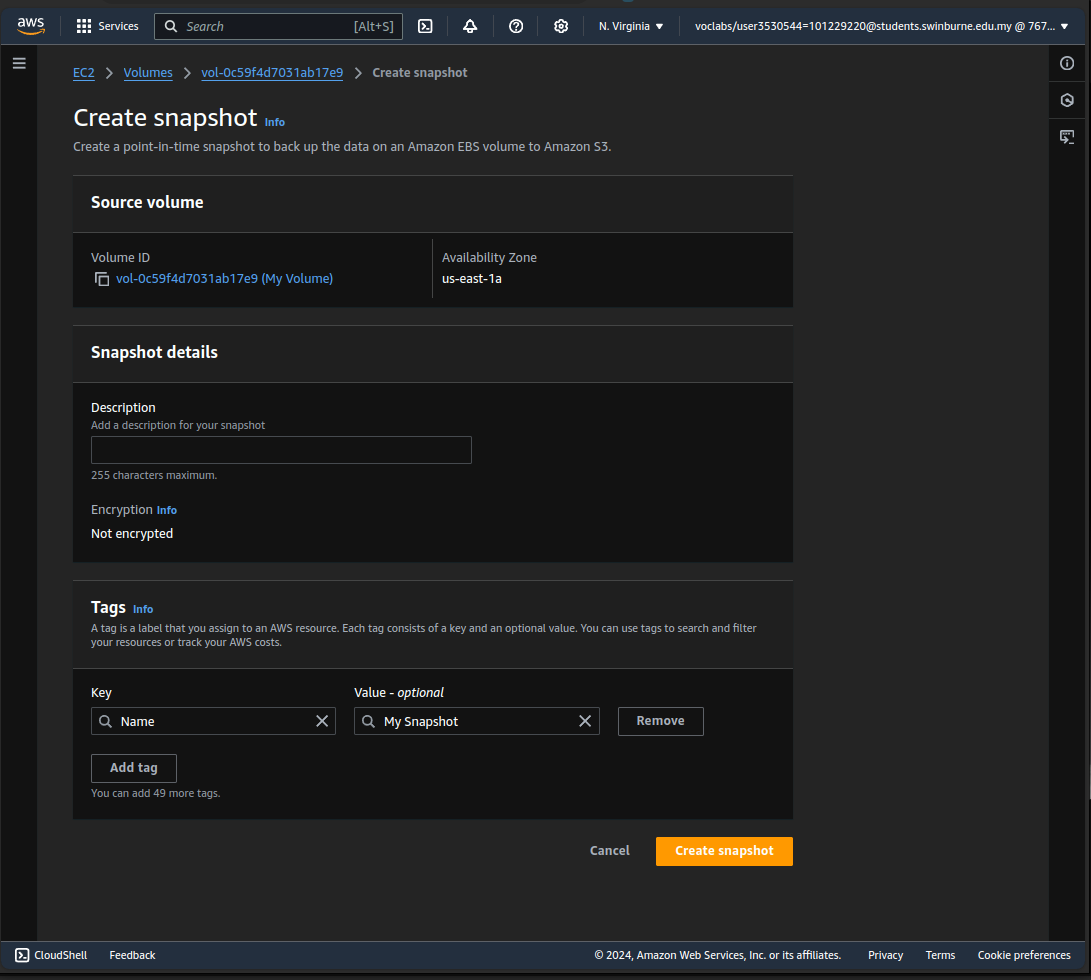 aws Services Search [Alt+S] N. Virginia voclabs/user3530544=101229220@students.swinburne.edu.my @ 767...
EC2 Volumes vol-0c59f4d7031ab17e9 Create snapshot
Create snapshot Info
Create a point-in-time snapshot to back up the data on an Amazon EBS volume to Amazon S3.
Source volume
Volume ID
vol-0c59f4d7031ab17e9 (My Volume)
Availability Zone
us-east-1a
Snapshot details
Description
Add a description for your snapshot
255 characters maximum.
Encryption Info
Not encrypted
Tags Info
A tag is a label that you assign to an AWS resource. Each tag consists of a key and an optional value. You can use tags to search and filter
your resources or track your AWS costs.
Key Value - optional
Name My Snapshot Remove
Add tag
You can add 49 more tags.
Cancel Create snapshot
CloudShell Feedback © 2024, Amazon Web Services, Inc. or its affiliates. Privacy Terms Cookie preferences